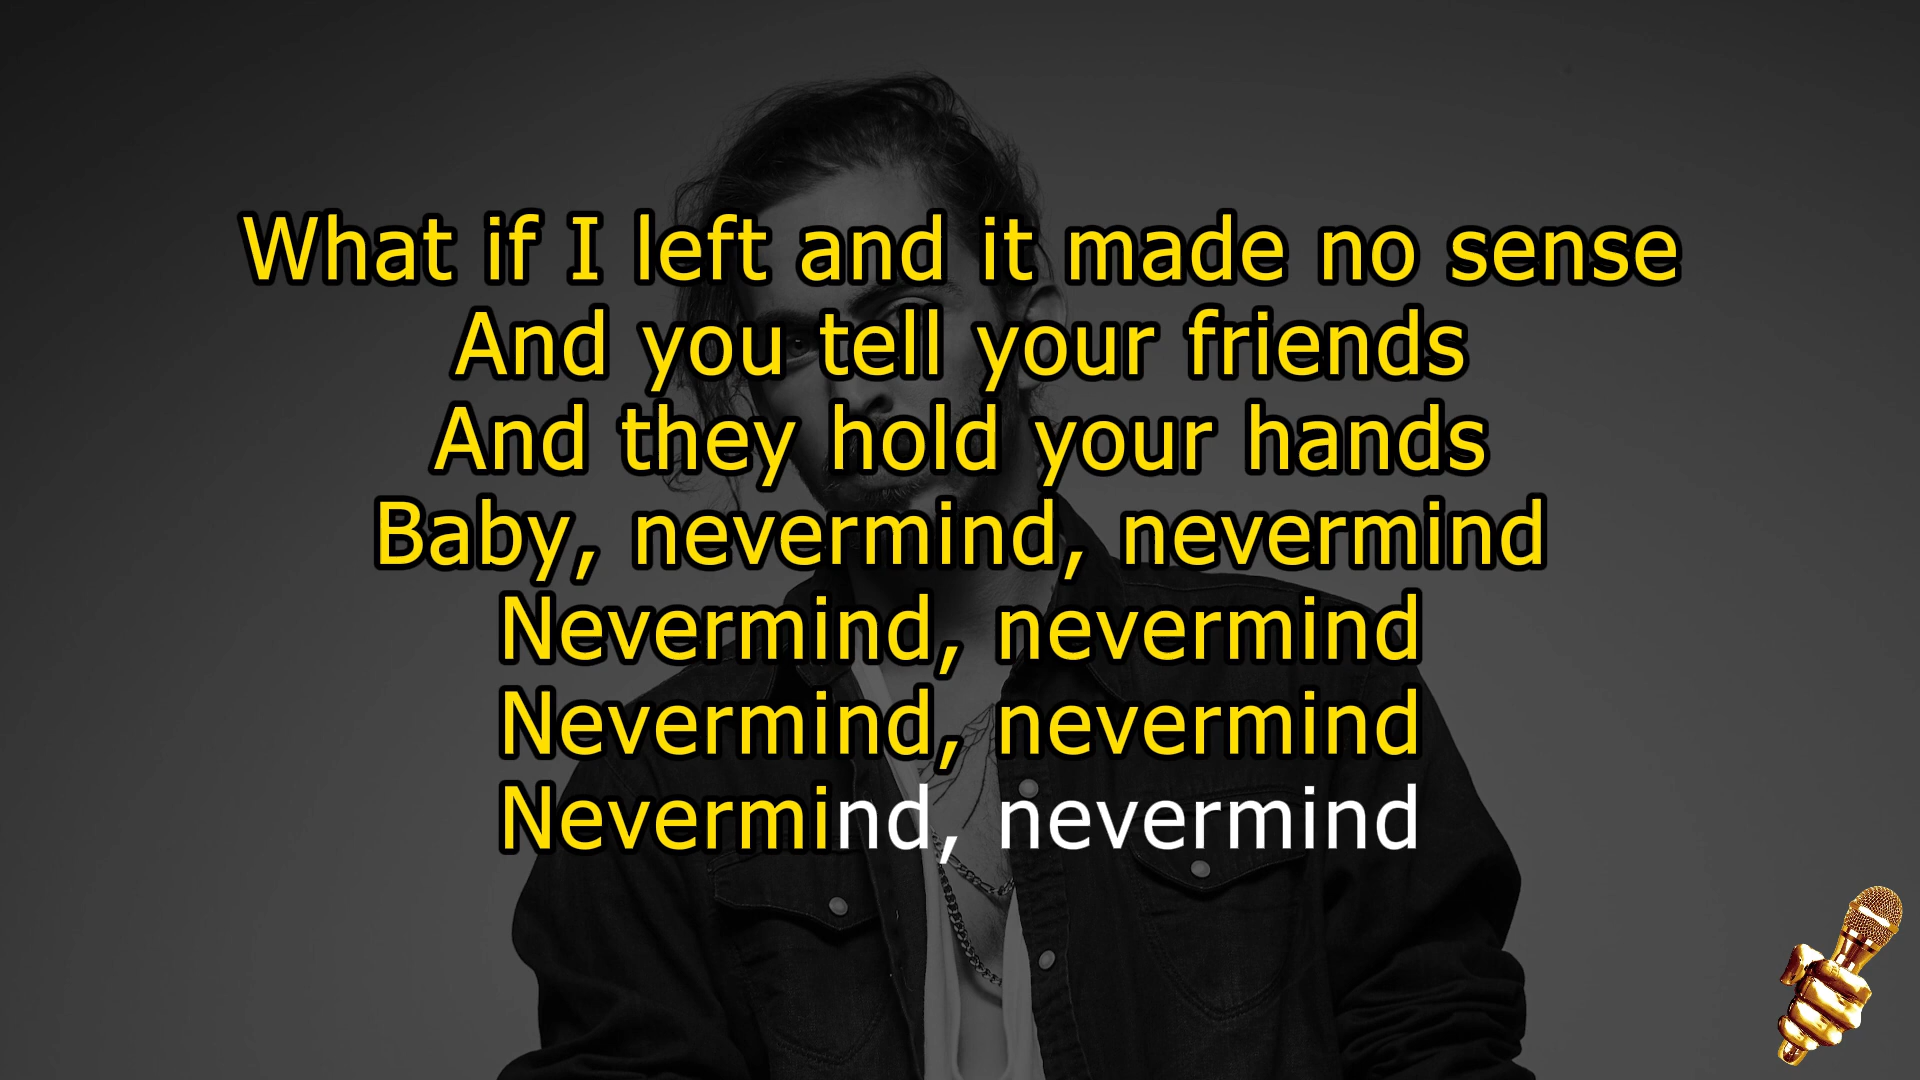 What if I left and it made no sense
And you tell your friends
And they hold your hands
Baby, nevermind, nevermind
Nevermind, nevermind
Nevermind, nevermind
Nevermind, nevermind